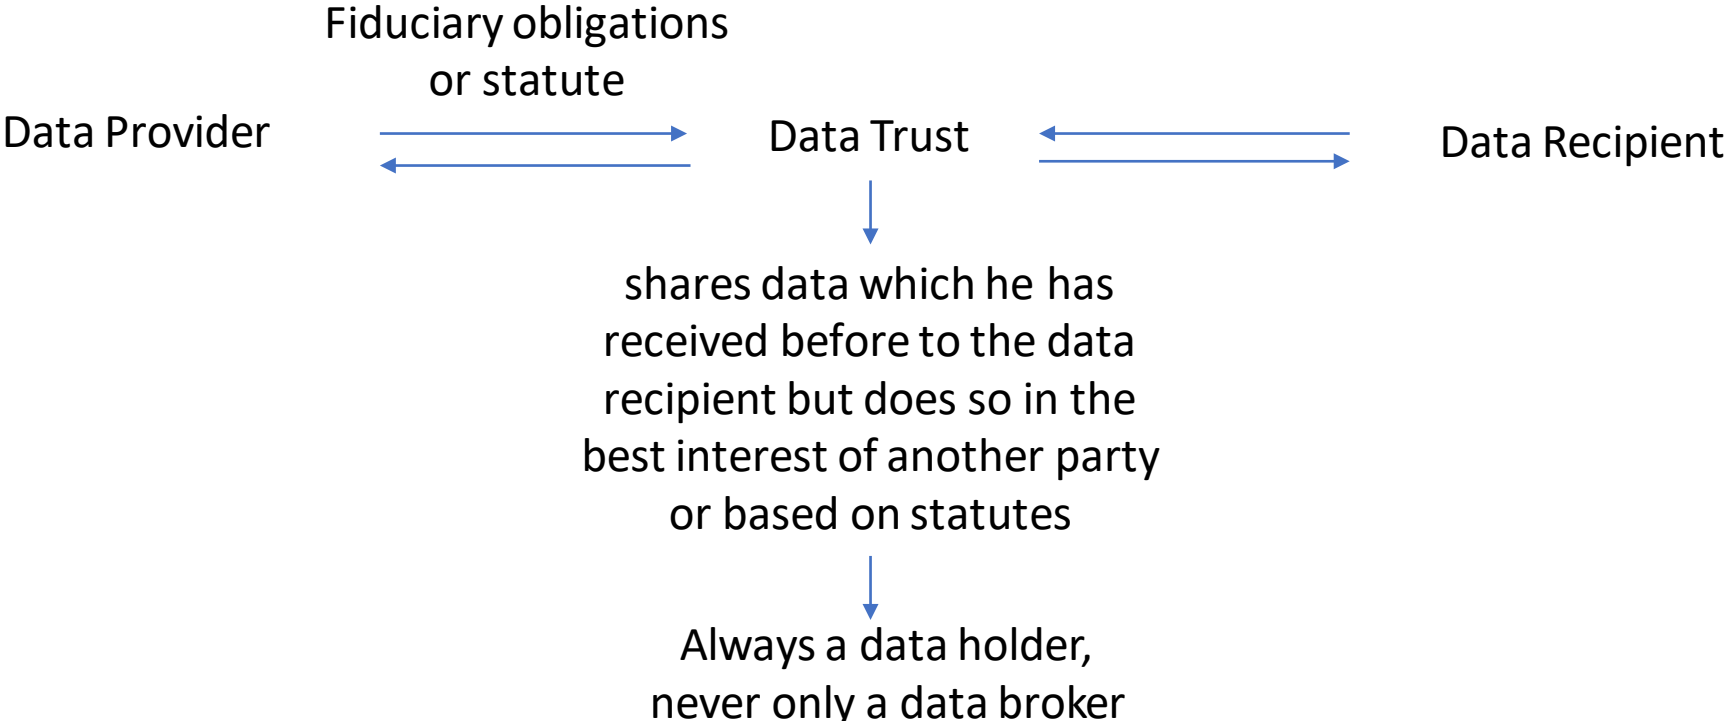 Fiduciary obligations
or statute
Data Provider
Data Trust
Data Recipient
shares data which he has
received before to the data
recipient but does so in the
best interest of another party
or based on statutes
Always a data holder,
never only a data broker